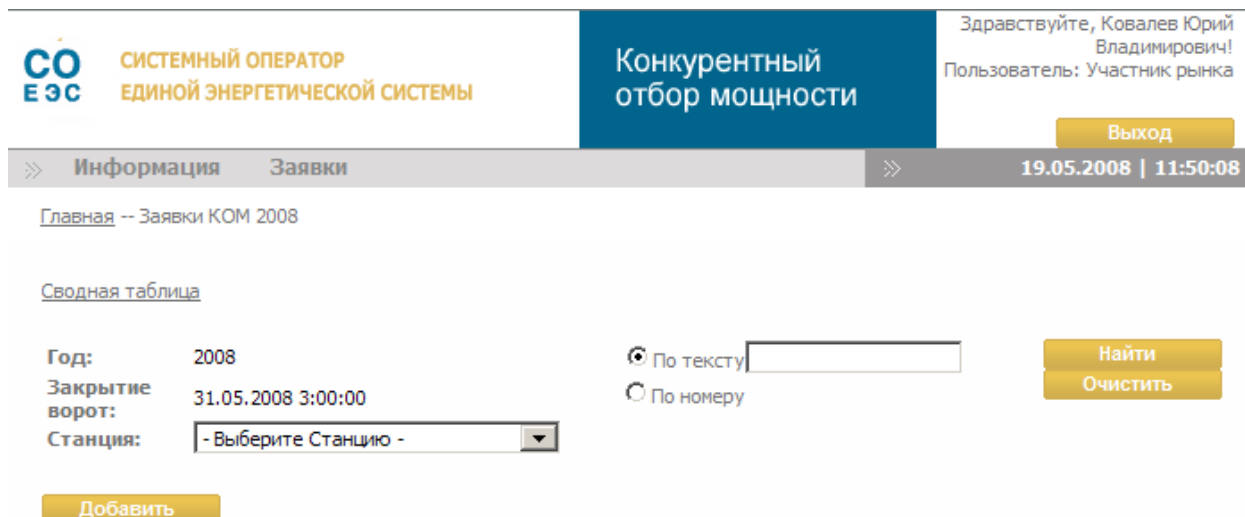 СО
ЕЭС
СИСТЕМНЫЙ ОПЕРАТОР
ЕДИНОЙ ЭНЕРГЕТИЧЕСКОЙ СИСТЕМЫ
Конкурентный
отбор мощности
Здравствуйте, Ковалев Юрий
Владимирович!
Пользователь: Участник рынка
Выход
Информация Заявки
19.05.2008 | 11:50:08
Главная -- Заявки КОМ 2008
Сводная таблица
Год: 2008
По тексту
Найти
Закрытие
ворот: 31.05.2008 3:00:00
По номеру
Очистить
Станция: - Выберите Станцию -
Добавить